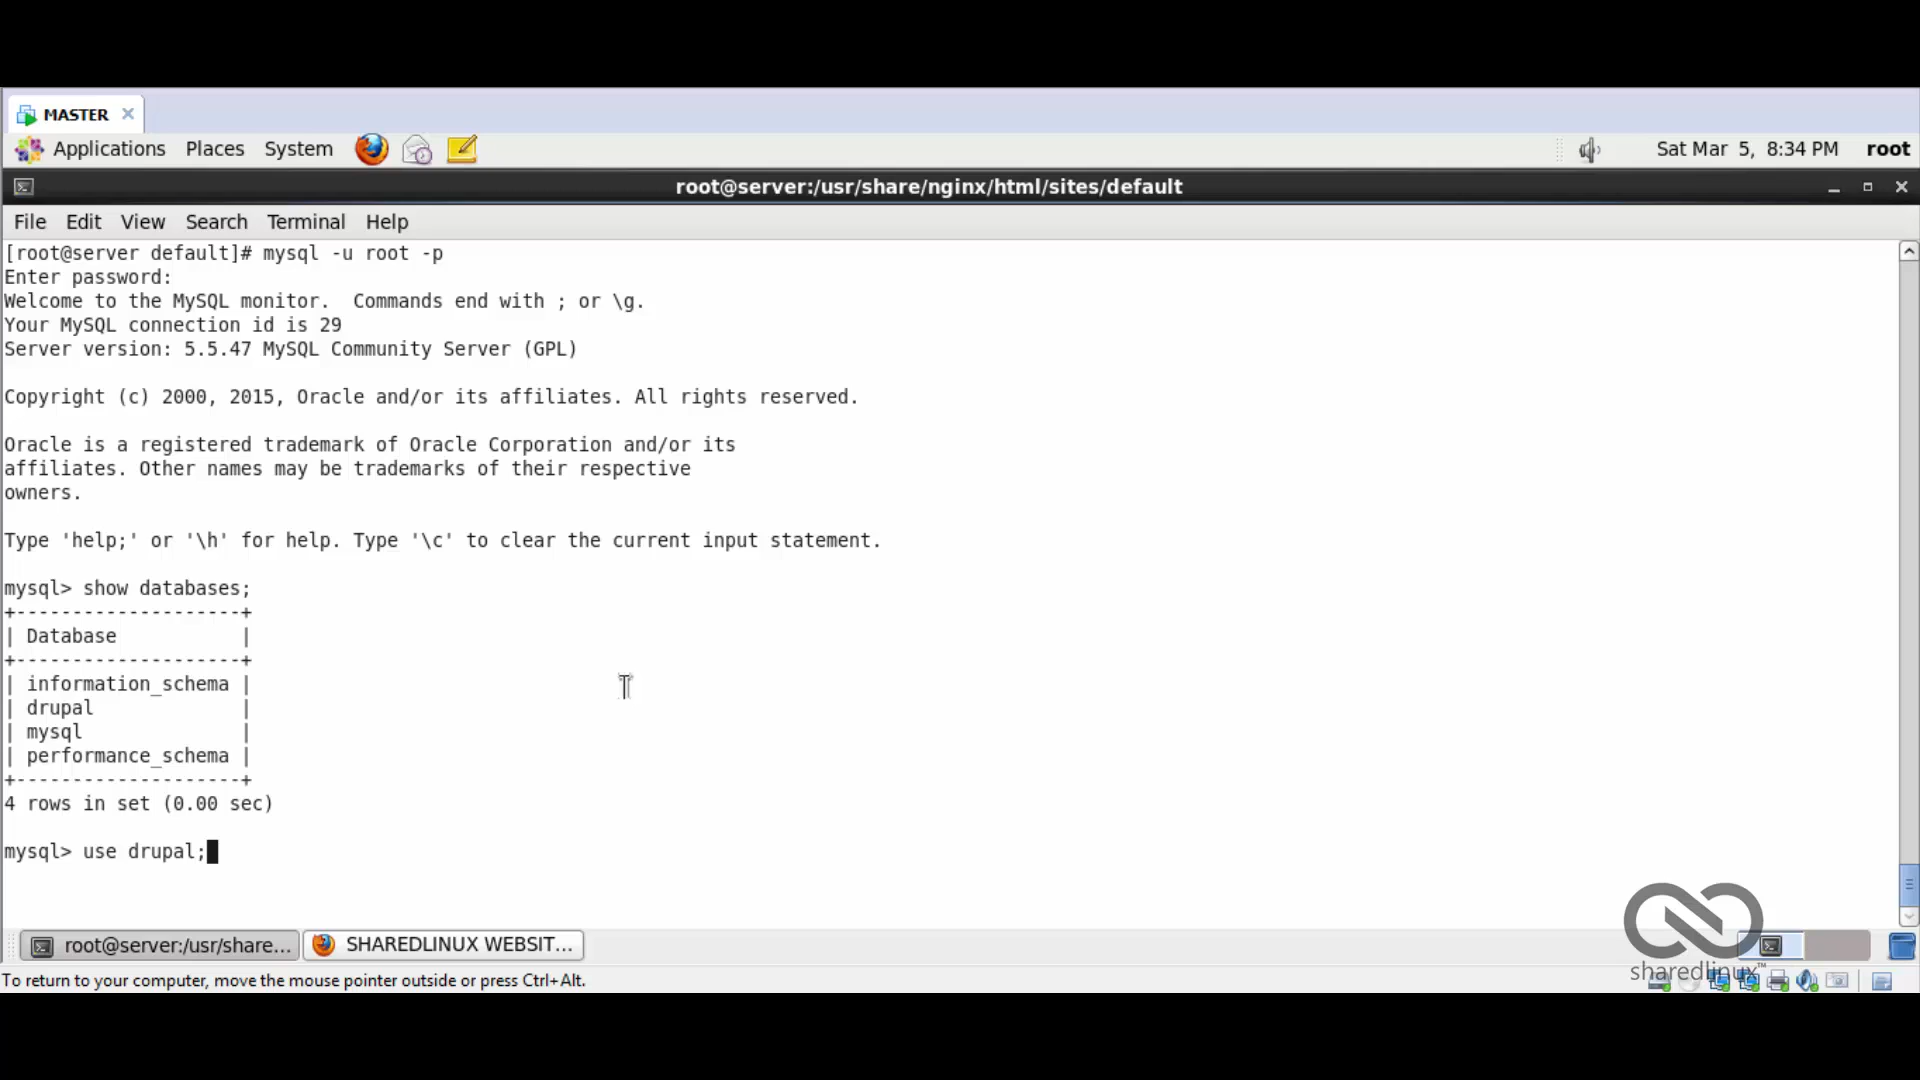 MASTER
Applications Places System Sat Mar 5, 8:34 PM root
root@server:/usr/share/nginx/html/sites/default
File Edit View Search Terminal Help
[root@server default]# mysql -u root -p
Enter password:
Welcome to the MySQL monitor.  Commands end with ; or \g.
Your MySQL connection id is 29
Server version: 5.5.47 MySQL Community Server (GPL)
Copyright (c) 2000, 2015, Oracle and/or its affiliates. All rights reserved.
Oracle is a registered trademark of Oracle Corporation and/or its
affiliates. Other names may be trademarks of their respective
owners.
Type 'help;' or '\h' for help. Type '\c' to clear the current input statement.
mysql> show databases;
+--------------------+
| Database           |
+--------------------+
| information_schema |
| drupal             |
| mysql              |
| performance_schema |
+--------------------+
4 rows in set (0.00 sec)
mysql> use drupal;
root@server:/usr/share... SHAREDLINUX WEBSIT...
sharedlinux™
To return to your computer, move the mouse pointer outside or press Ctrl+Alt.